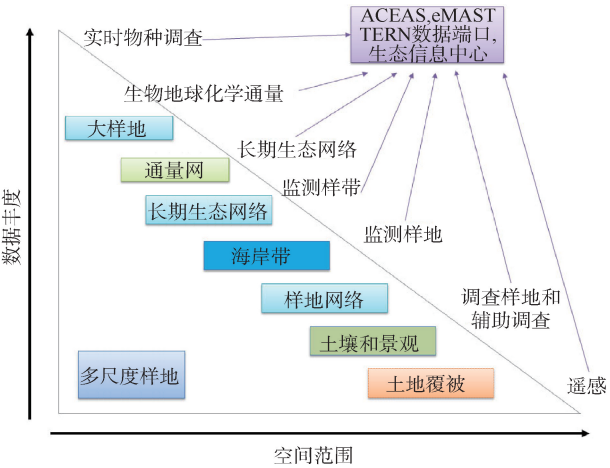 ACEAS,eMAST
TERN数据端口,
生态信息中心
实时物种调查
生物地球化学通量
大样地
长期生态网络
通量网
监测样带
长期生态网络
监测样地
海岸带
样地网络
调查样地和
辅助调查
土壤和景观
多尺度样地
土地覆被
遥感
数据丰度
空间范围